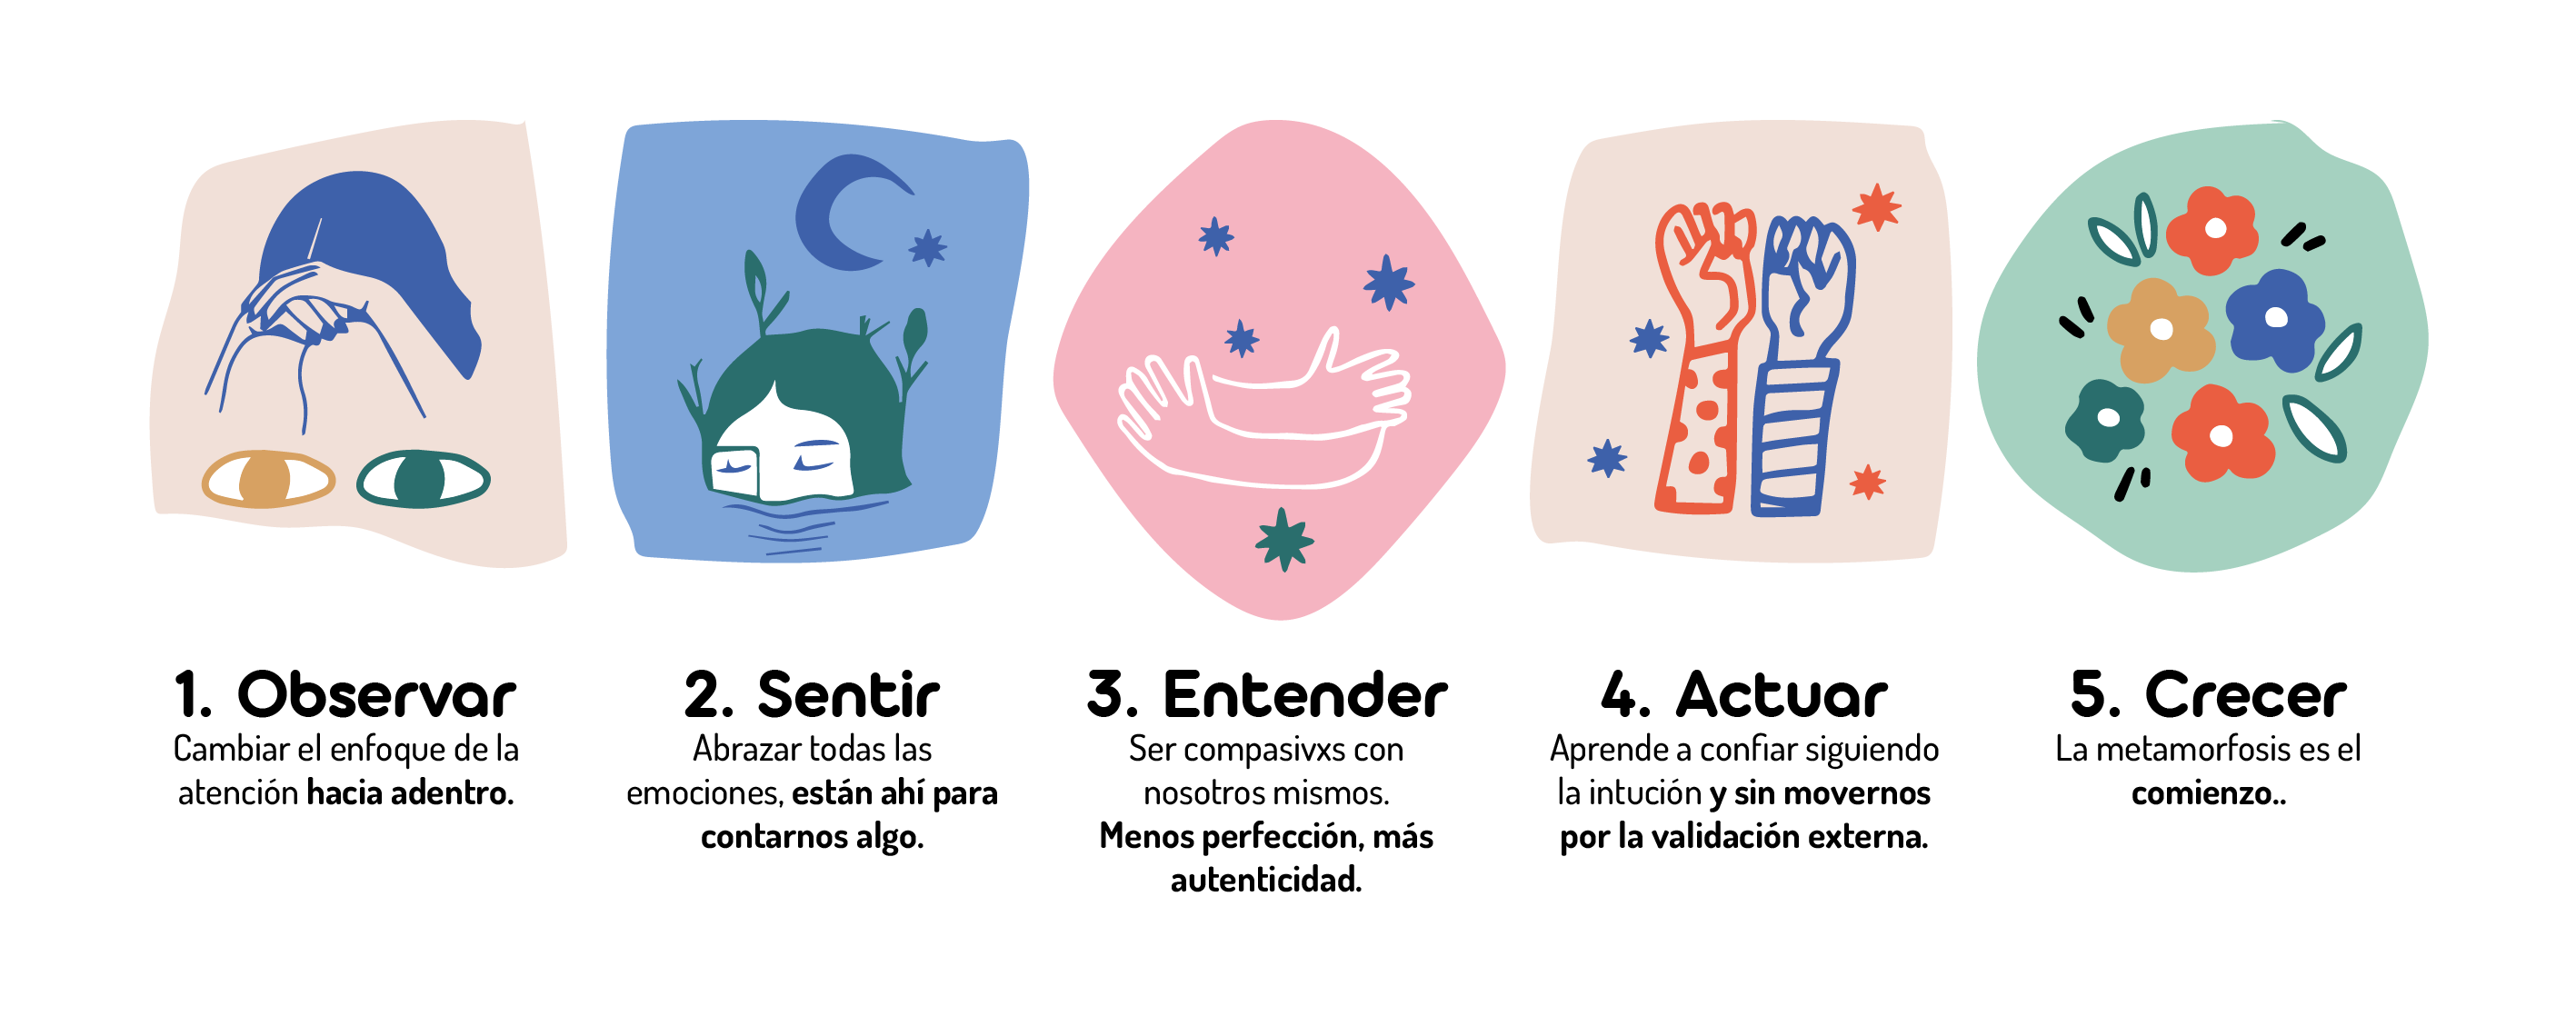 1. Observar
Cambiar el enfoque de la
atención hacia adentro.
2. Sentir
Abrazar todas las
emociones, están ahí para
contarnos algo.
3. Entender
Ser compasivxs con
nosotros mismos.
Menos perfección, más
autenticidad.
4. Actuar
Aprende a confiar siguiendo
la intución y sin movernos
por la validación externa.
5. Crecer
La metamorfosis es el
comienzo..